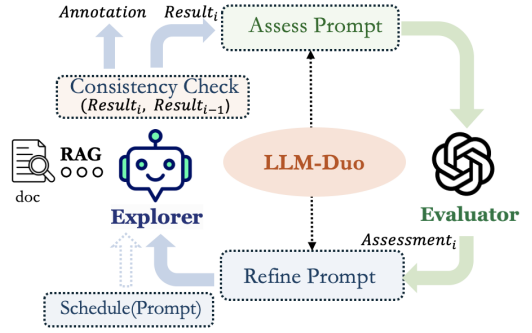 Annotation
Result_i
Assess Prompt
Consistency Check
(Result_i, Result_{i-1})
RAG
doc
LLM-Duo
Explorer
Evaluator
Assessment_i
Refine Prompt
Schedule(Prompt)